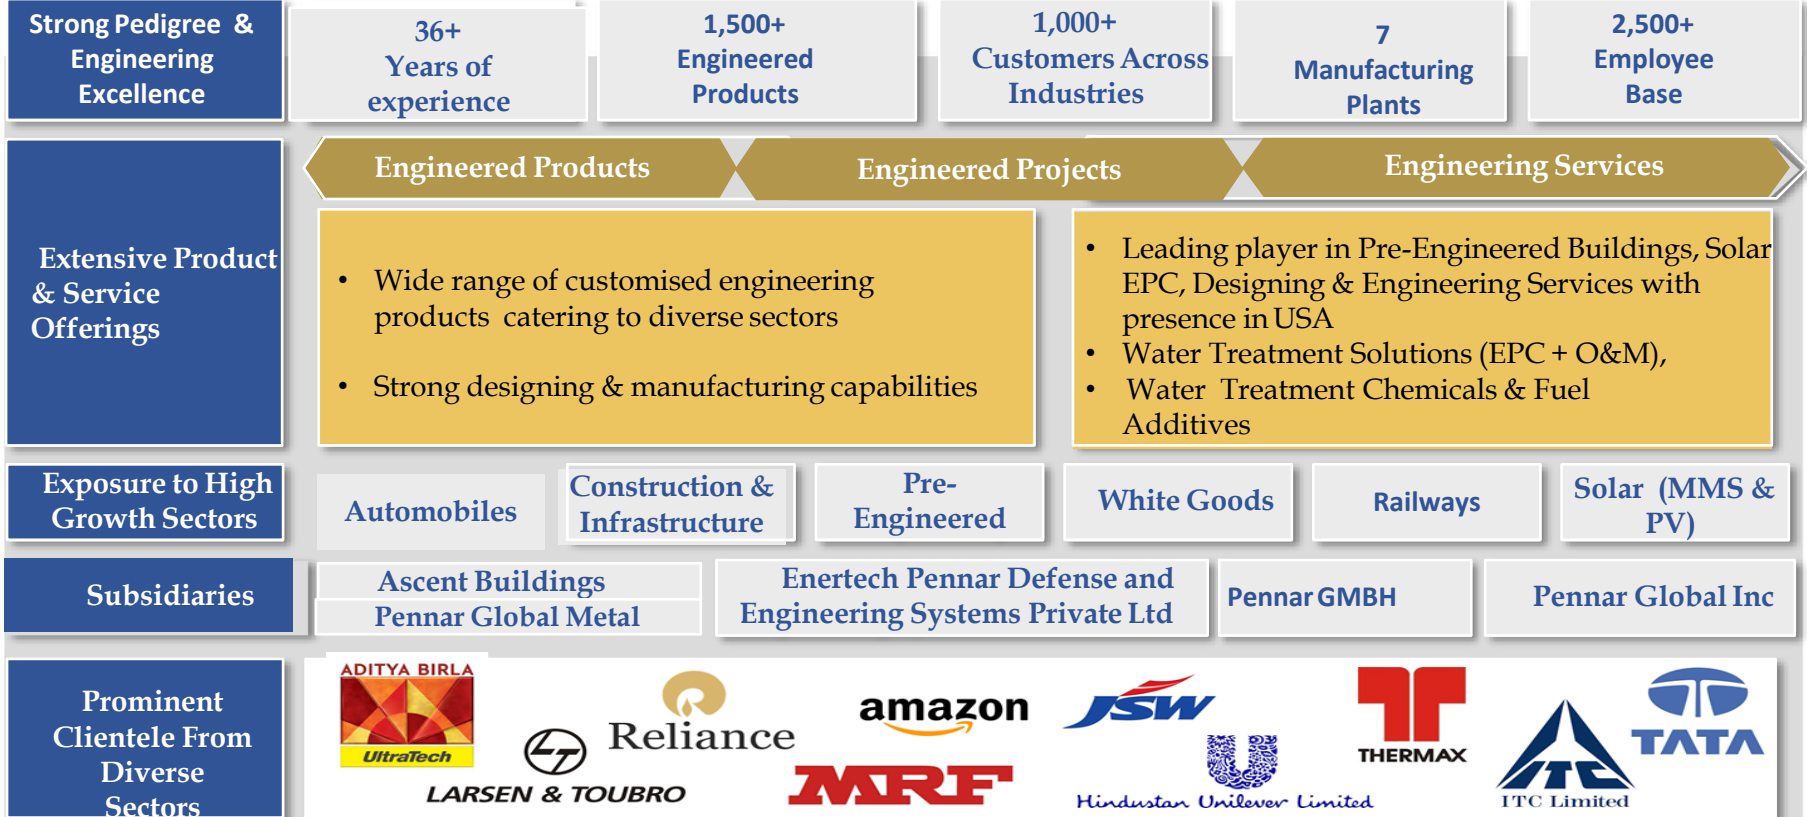 Strong Pedigree &
Engineering
Excellence
36+
Years of
experience
1,500+
Engineered
Products
1,000+
Customers Across
Industries
7
Manufacturing
Plants
2,500+
Employee
Base
Extensive Product
& Service
Offerings
Engineered Products
Engineered Projects
Engineering Services
• Wide range of customised engineering
products catering to diverse sectors
• Strong designing & manufacturing capabilities
• Leading player in Pre-Engineered Buildings, Solar
EPC, Designing & Engineering Services with
presence in USA
• Water Treatment Solutions (EPC + O&M),
• Water Treatment Chemicals & Fuel
Additives
Exposure to High
Growth Sectors
Automobiles
Construction &
Infrastructure
Pre-
Engineered
White Goods
Railways
Solar (MMS &
PV)
Subsidiaries
Ascent Buildings
Pennar Global Metal
Enertech Pennar Defense and
Engineering Systems Private Ltd
Pennar GMBH
Pennar Global Inc
Prominent
Clientele From
Diverse
Sectors
ADITYA BIRLA
UltraTech
LT
LARSEN & TOUBRO
Reliance
amazon
MRF
JSW
Hindustan Unilever Limited
THERMAX
ITC
ITC Limited
TATA